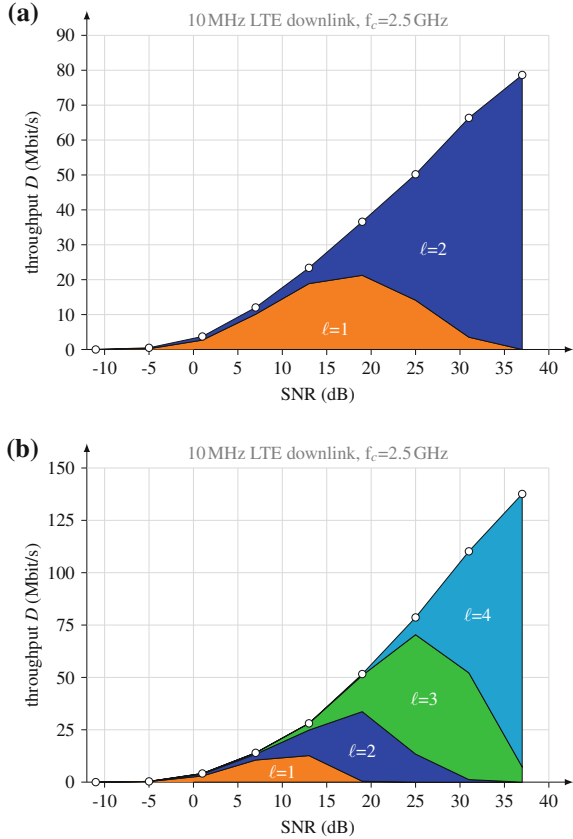 (a)
10 MHz LTE downlink, f_c=2.5 GHz
throughput D (Mbit/s)
90
80
70
60
50
40
30
20
10
0
ℓ=2
ℓ=1
-10 -5 0 5 10 15 20 25 30 35 40
SNR (dB)
(b)
10 MHz LTE downlink, f_c=2.5 GHz
throughput D (Mbit/s)
150
125
100
75
50
25
0
ℓ=4
ℓ=3
ℓ=2
ℓ=1
-10 -5 0 5 10 15 20 25 30 35 40
SNR (dB)